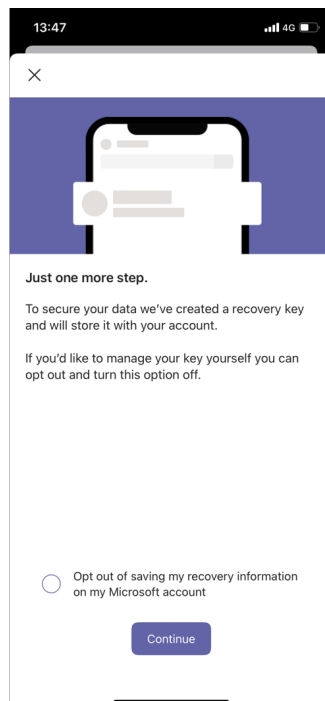 13:47
4G
Just one more step.
To secure your data we've created a recovery key
and will store it with your account.
If you'd like to manage your key yourself you can
opt out and turn this option off.
Opt out of saving my recovery information
on my Microsoft account
Continue